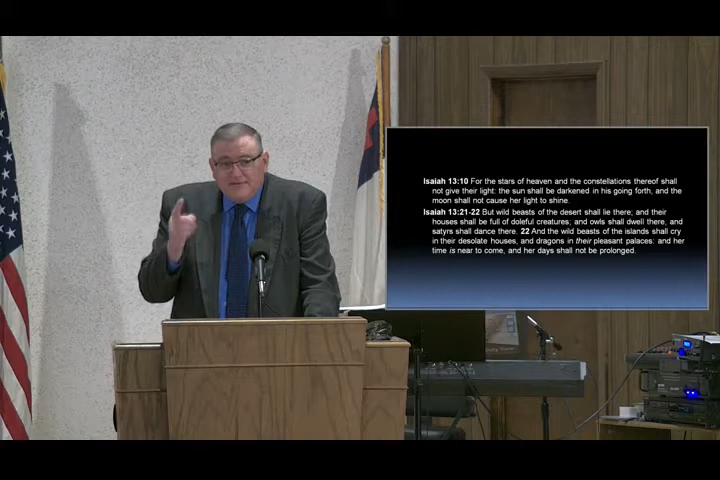 Isaiah 13:10 For the stars of heaven and the constellations thereof shall
not give their light: the sun shall be darkened in his going forth, and the
moon shall not cause her light to shine.
Isaiah 13:21-22 But wild beasts of the desert shall lie there; and their
houses shall be full of doleful creatures; and owls shall dwell there, and
satyrs shall dance there. 22 And the wild beasts of the islands shall cry
in their desolate houses, and dragons in their pleasant palaces: and her
time is near to come, and her days shall not be prolonged.